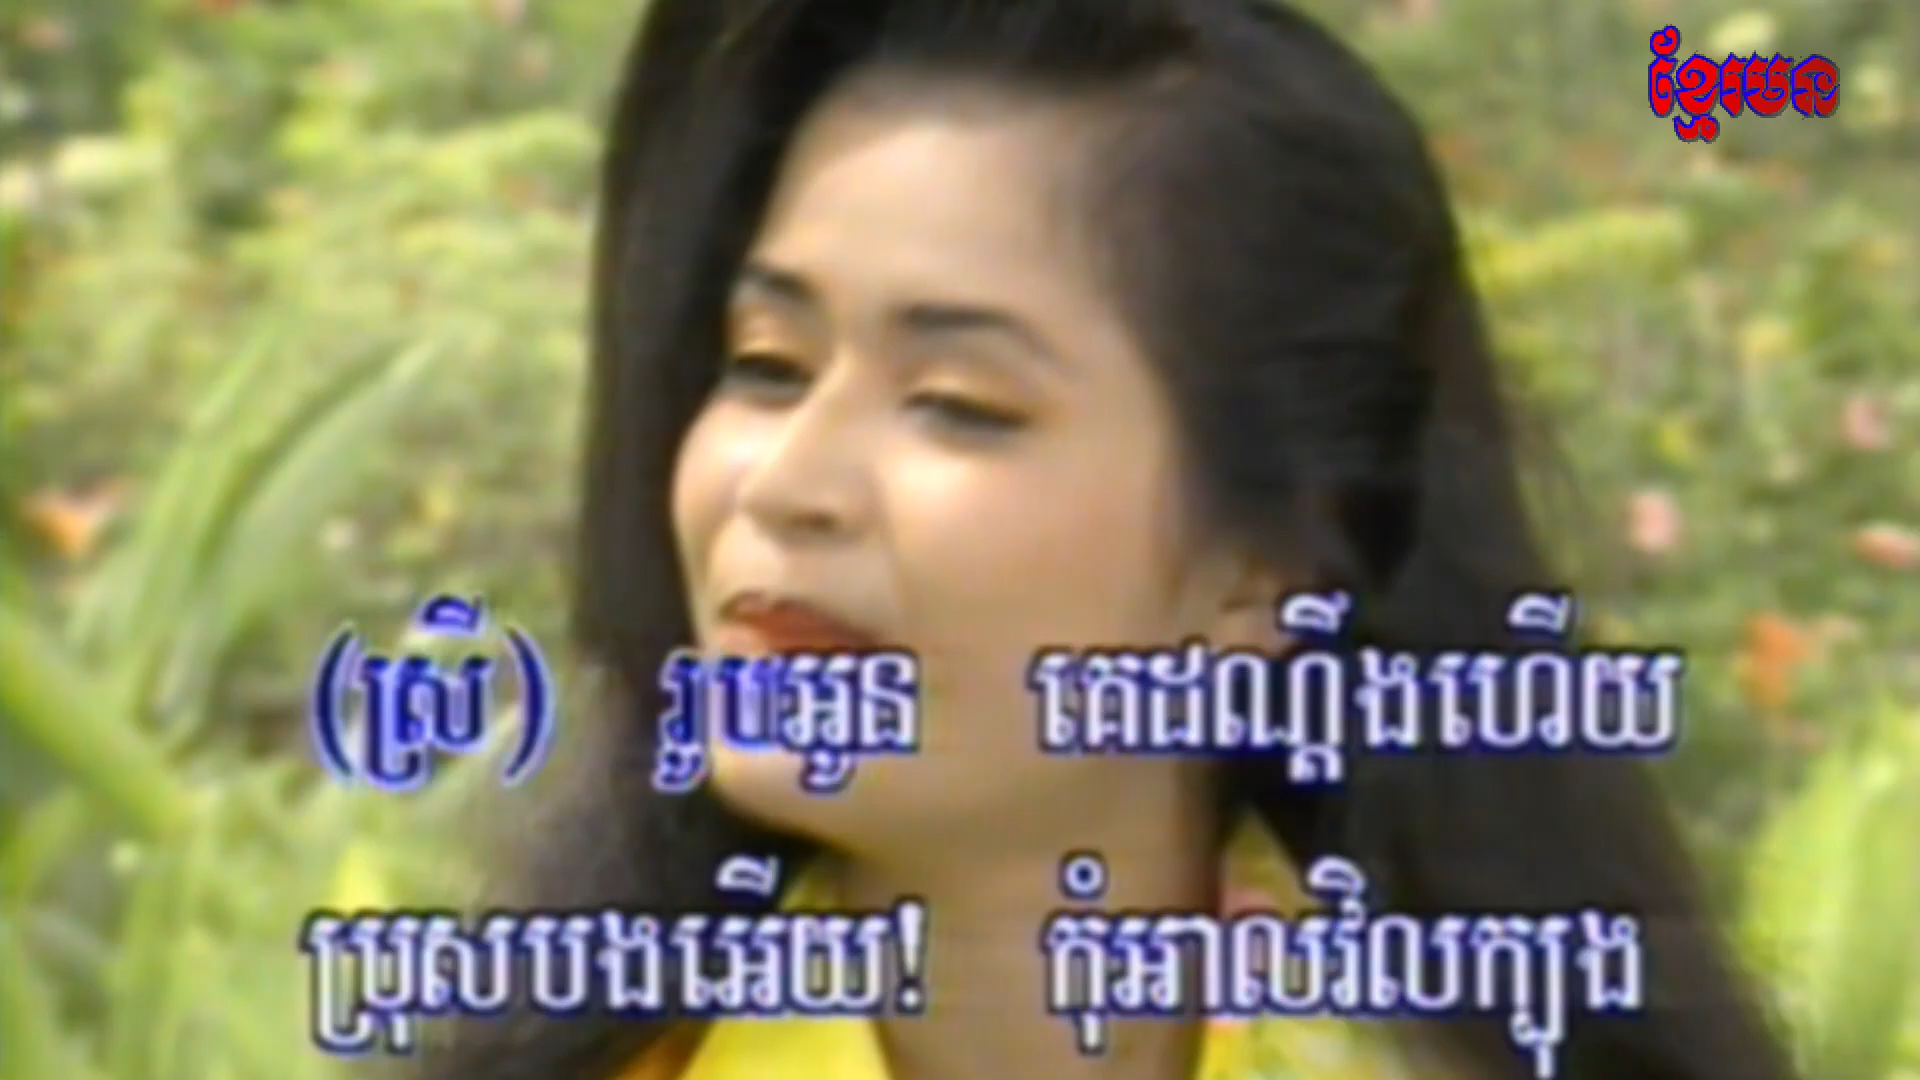 ខ្មែរមន
(ស្រី) រូបអូន គេដណ្ដឹងហើយ
ប្រុសបងអើយ! កុំអាលវិលក្បុង